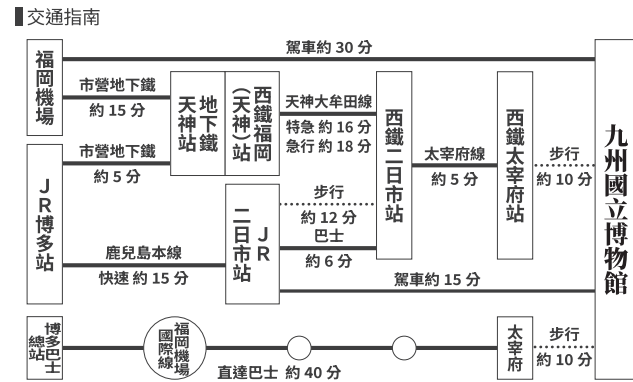 交通指南
駕車約 30 分
福岡機場
市營地下鐵
約 15 分
地下鐵
天神站
西鐵福岡
（天神）站
天神大牟田線
特急 約 16 分
急行 約 18 分
西鐵二日市站
太宰府線
約 5 分
西鐵太宰府站
步行
約 10 分
九州國立博物館
JR博多站
市營地下鐵
約 5 分
鹿兒島本線
快速 約 15 分
JR
二日市站
步行
約 12 分
巴士
約 6 分
駕車約 15 分
博多巴士
總站
福岡機場
國際線
直達巴士 約 40 分
太宰府
步行
約 10 分